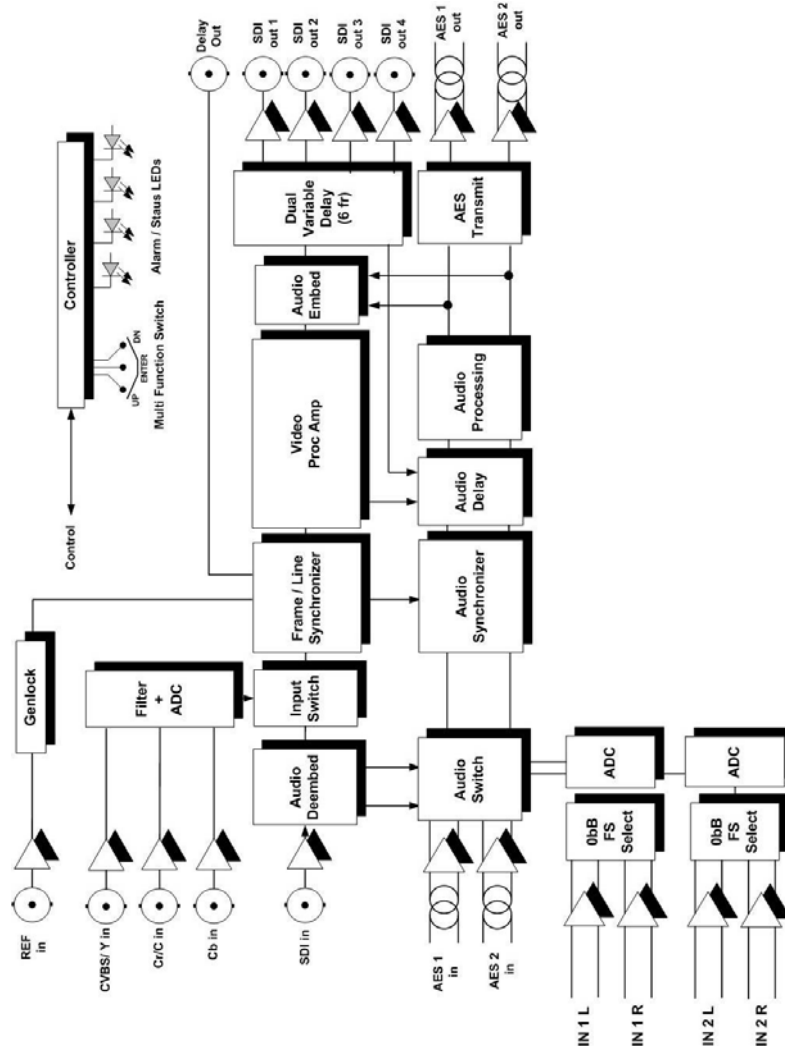 Control
Controller
UP
ENTER
DN
Multi Function Switch
Alarm / Staus LEDs
REF
in
Genlock
CVBS/ Y in
Cr/C in
Cb in
Filter
+
ADC
SDI in
Audio
Deembed
Input
Switch
Frame / Line
Synchronizer
Video
Proc Amp
Audio
Embed
Dual
Variable
Delay
(6 fr)
Delay
Out
SDI
out 1
SDI
out 2
SDI
out 3
SDI
out 4
AES 1
in
AES 2
in
Audio
Switch
Audio
Synchronizer
Audio
Delay
Audio
Processing
AES
Transmit
AES 1
out
AES 2
out
IN 1 L
IN 1 R
0bB
FS
Select
ADC
IN 2 L
IN 2 R
0bB
FS
Select
ADC